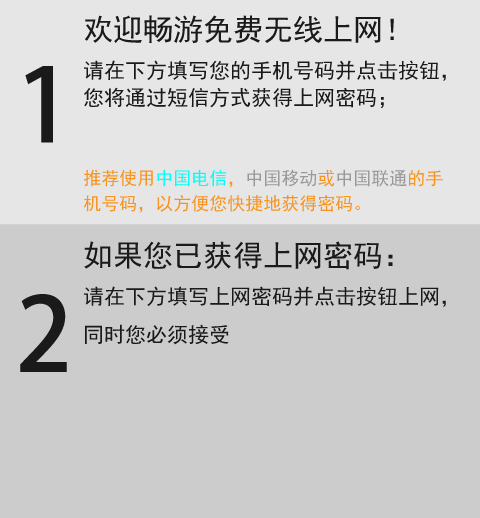 欢迎畅游免费无线上网！
1
请在下方填写您的手机号码并点击按钮，
您将通过短信方式获得上网密码；
推荐使用中国电信，中国移动或中国联通的手
机号码，以方便您快捷地获得密码。
如果您已获得上网密码：
2
请在下方填写上网密码并点击按钮上网，
同时您必须接受